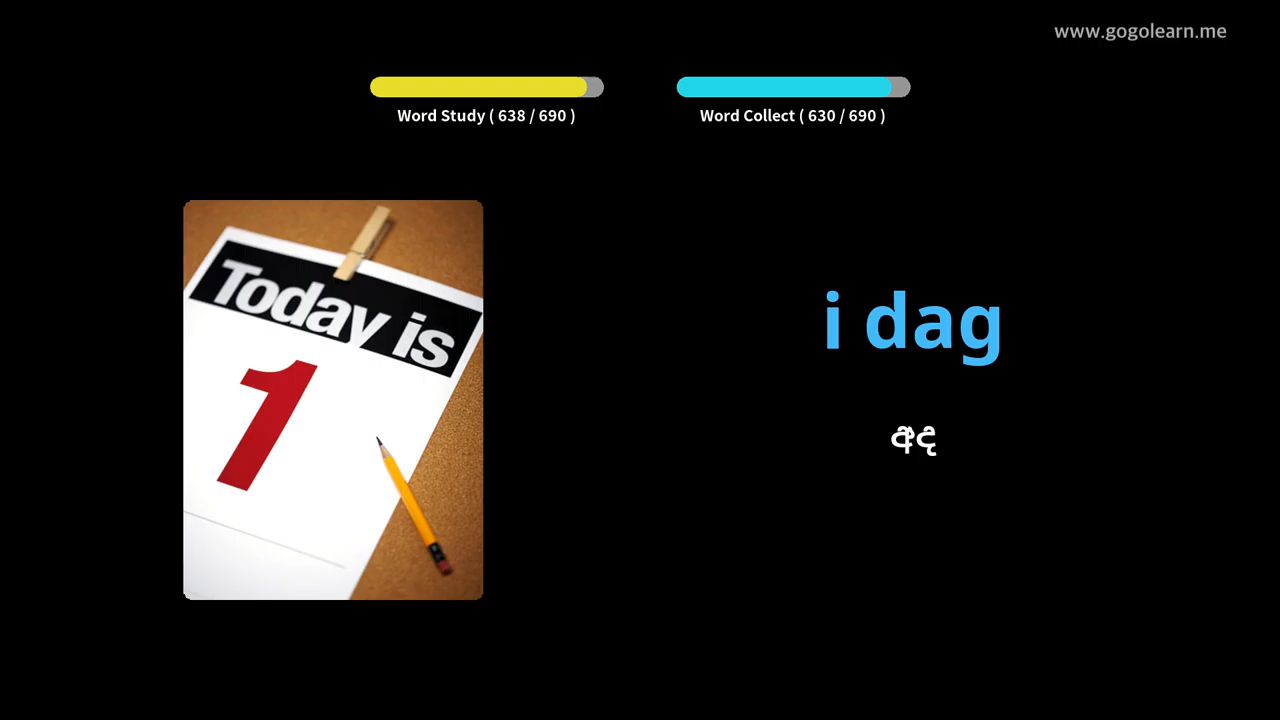 www.gogolearn.me
Word Study ( 638 / 690 )
Word Collect ( 630 / 690 )
Today is
1
i dag
අද